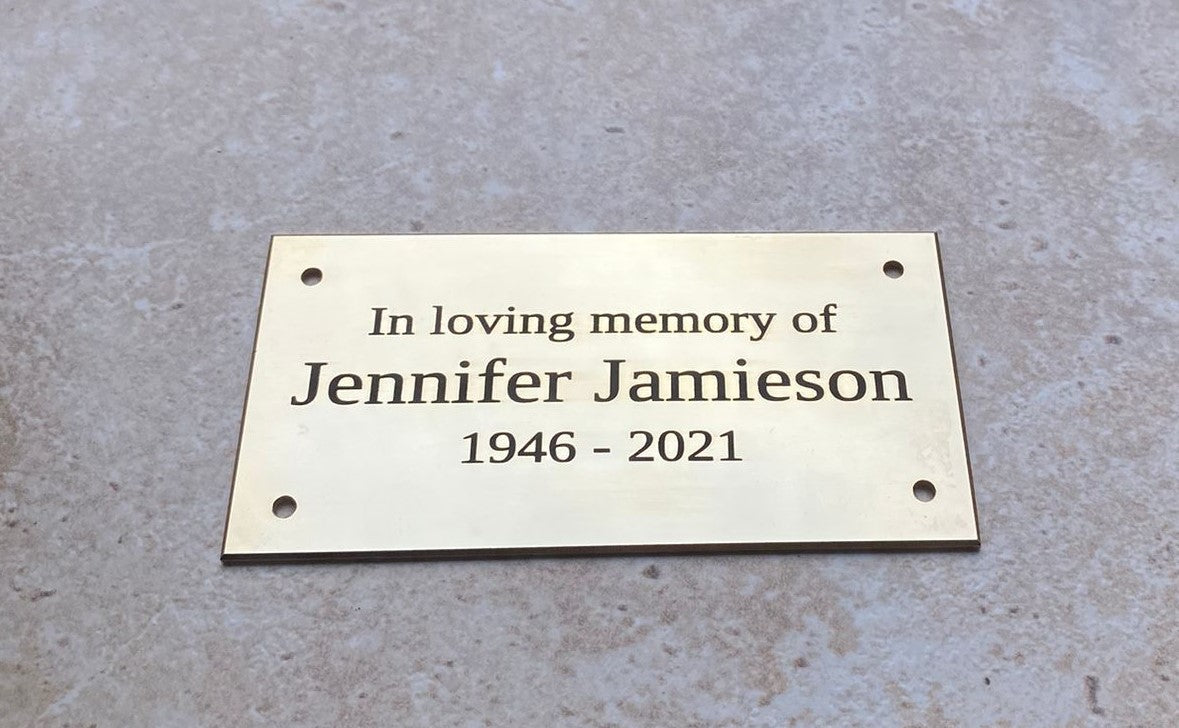 In loving memory of
Jennifer Jamieson
1946 - 2021